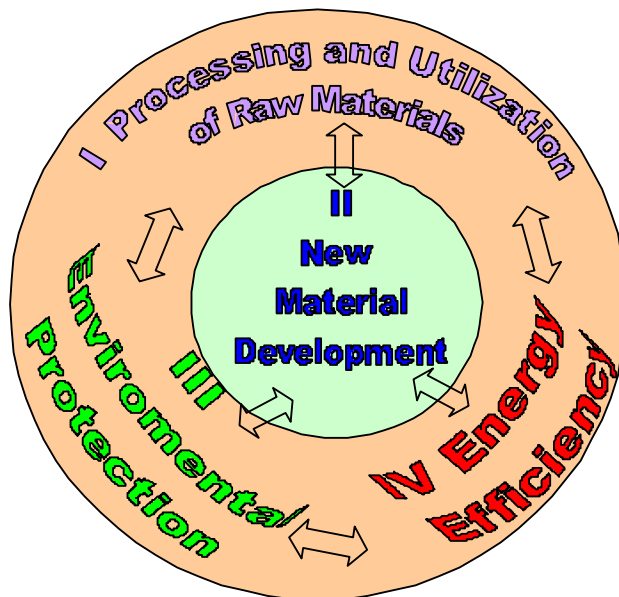 I Processing and Utilization
of Raw Materials
II
New
Material
Development
III
Enviromental
Protection
IV Energy
Efficiency